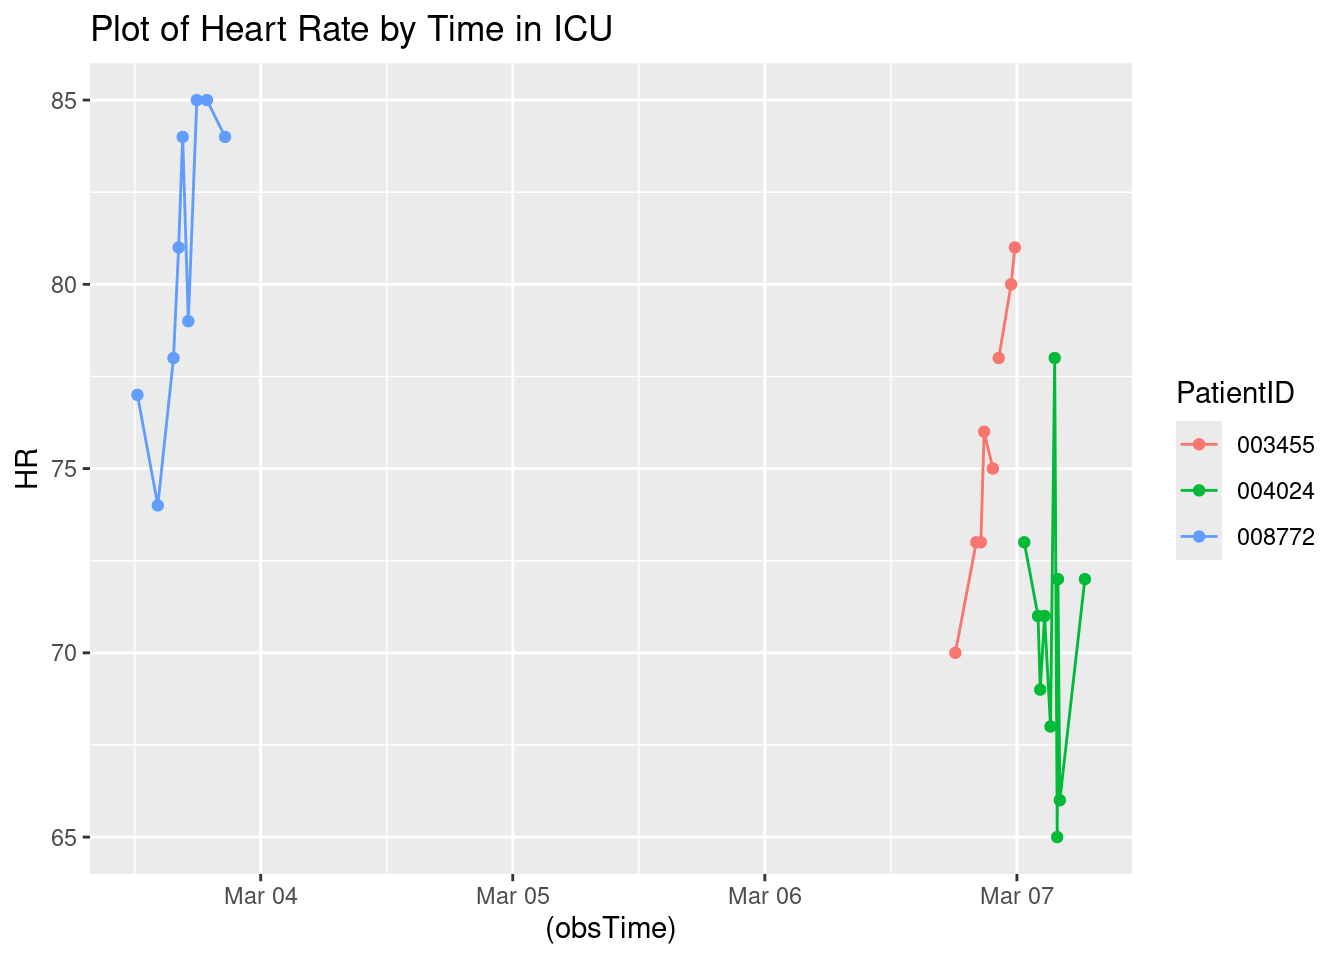 Plot of Heart Rate by Time in ICU
85
80
75
70
65
HR
Mar 04 Mar 05 Mar 06 Mar 07
(obsTime)
PatientID
003455
004024
008772